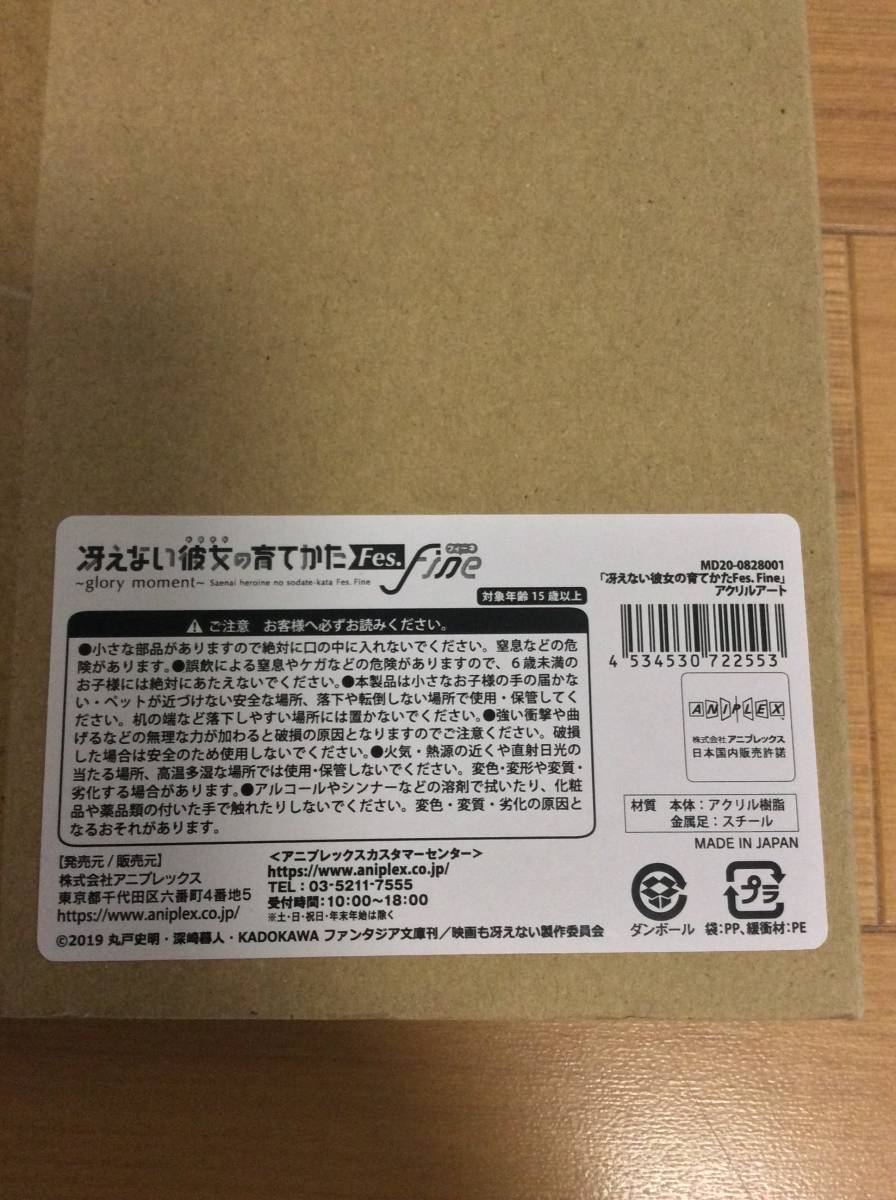 冴えない彼女の育てかた Fes. fine
ヒロイン
フィーネ
~glory moment~ Saenai heroine no sodate-kata Fes. Fine
対象年齢 15 歳以上
ご注意 お客様へ必ずお読みください。
●小さな部品がありますので絶対に口の中に入れないでください。窒息などの危
険があります。●誤飲による窒息やケガなどの危険がありますので、６歳未満の
お子様には絶対にあたえないでください。●本製品は小さなお子様の手の届かな
い・ペットが近づけない安全な場所、落下や転倒しない場所で使用・保管してく
ださい。机の端など落下しやすい場所には置かないでください。●強い衝撃や曲
げるなどの無理な力が加わると破損の原因となりますのでご注意ください。破損
した場合は安全のため使用しないでください。●火気・熱源の近くや直射日光の
当たる場所、高温多湿な場所では使用・保管しないでください。変色・変形や変質・
劣化する場合があります。●アルコールやシンナーなどの溶剤で拭いたり、化粧
品や薬品類の付いた手で触れたりしないでください。変色・変質・劣化の原因と
なるおそれがあります。
MD20-0828001
「冴えない彼女の育てかたFes. Fine」
アクリルアート
4 534530 722553
ANIPLEX
株式会社 アニプレックス
日本国内販売許諾
材質 本体：アクリル樹脂
金属足：スチール
MADE IN JAPAN
【発売元 / 販売元】
株式会社アニプレックス
東京都千代田区六番町4番地5
https://www.aniplex.co.jp/
＜アニプレックスカスタマーセンター＞
https://www.aniplex.co.jp/
TEL：03-5211-7555
受付時間：10:00～18:00
※土・日・祝日・年末年始は除く
プラ
ダンボール 袋：PP、緩衝材：PE
©2019 丸戸史明・深崎暮人・KADOKAWA ファンタジア文庫刊／映画も冴えない製作委員会